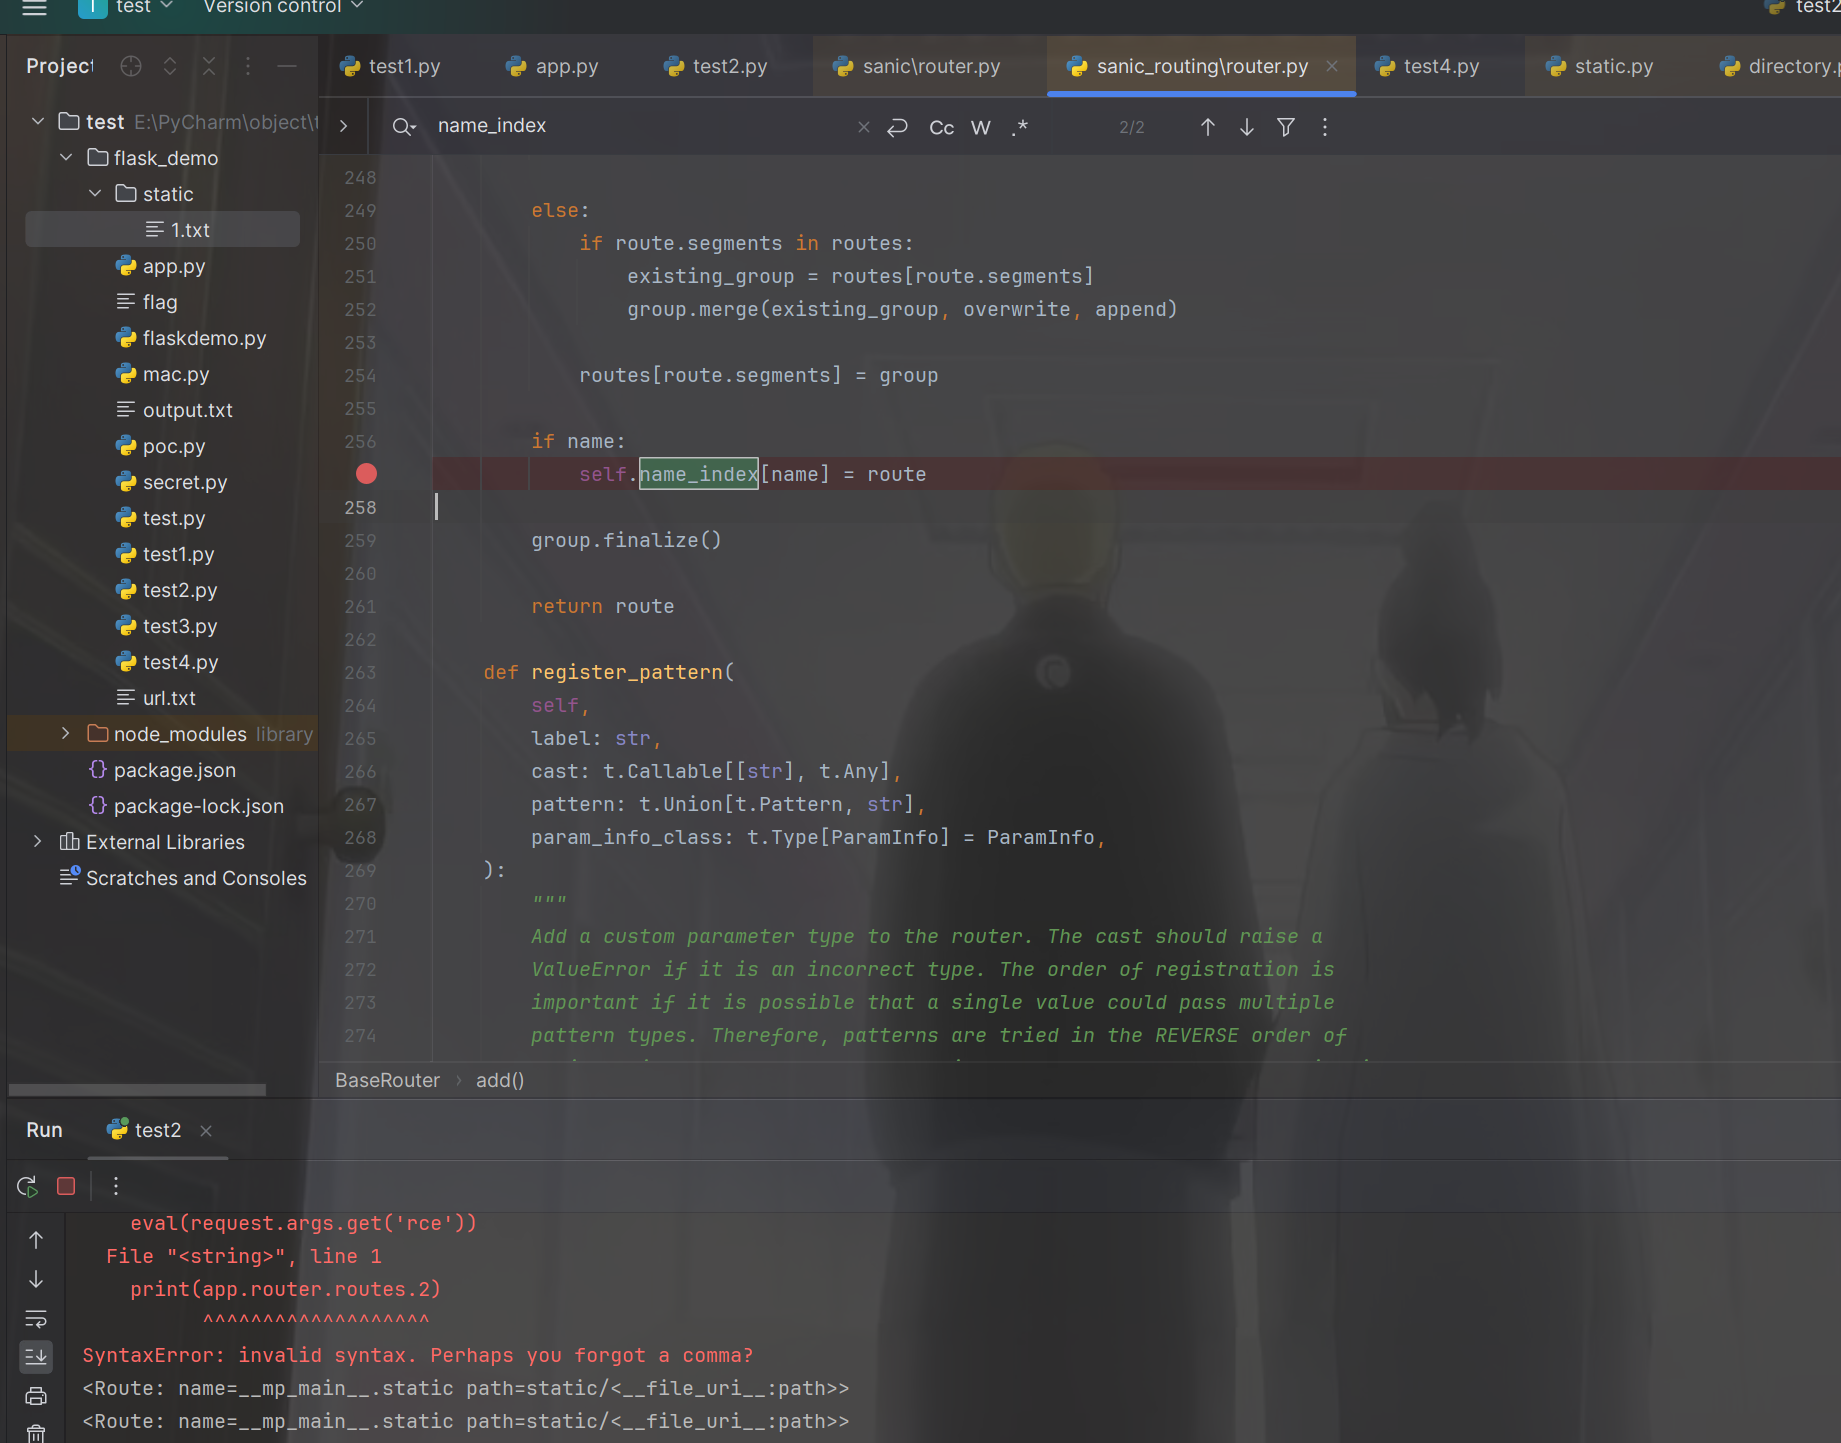 test Version control
test2
Project
test E:\PyCharm\object\t
flask_demo
static
1.txt
app.py
flag
flaskdemo.py
mac.py
output.txt
poc.py
secret.py
test.py
test1.py
test2.py
test3.py
test4.py
url.txt
node_modules library
package.json
package-lock.json
External Libraries
Scratches and Consoles
test1.py app.py test2.py sanic\router.py sanic_routing\router.py test4.py static.py directory.p
name_index Cc W .* 2/2
248
249 else:
250 if route.segments in routes:
251 existing_group = routes[route.segments]
252 group.merge(existing_group, overwrite, append)
253
254 routes[route.segments] = group
255
256 if name:
self.name_index[name] = route
258
259 group.finalize()
260
261 return route
262
263 def register_pattern(
264 self,
265 label: str,
266 cast: t.Callable[[str], t.Any],
267 pattern: t.Union[t.Pattern, str],
268 param_info_class: t.Type[ParamInfo] = ParamInfo,
269 ):
270 """
271 Add a custom parameter type to the router. The cast should raise a
272 ValueError if it is an incorrect type. The order of registration is
273 important if it is possible that a single value could pass multiple
274 pattern types. Therefore, patterns are tried in the REVERSE order of
BaseRouter › add()
Run test2
eval(request.args.get('rce'))
File "<string>", line 1
print(app.router.routes.2)
^^^^^^^^^^^^^^^^^^^
SyntaxError: invalid syntax. Perhaps you forgot a comma?
<Route: name=__mp_main__.static path=static/<__file_uri__:path>>
<Route: name=__mp_main__.static path=static/<__file_uri__:path>>